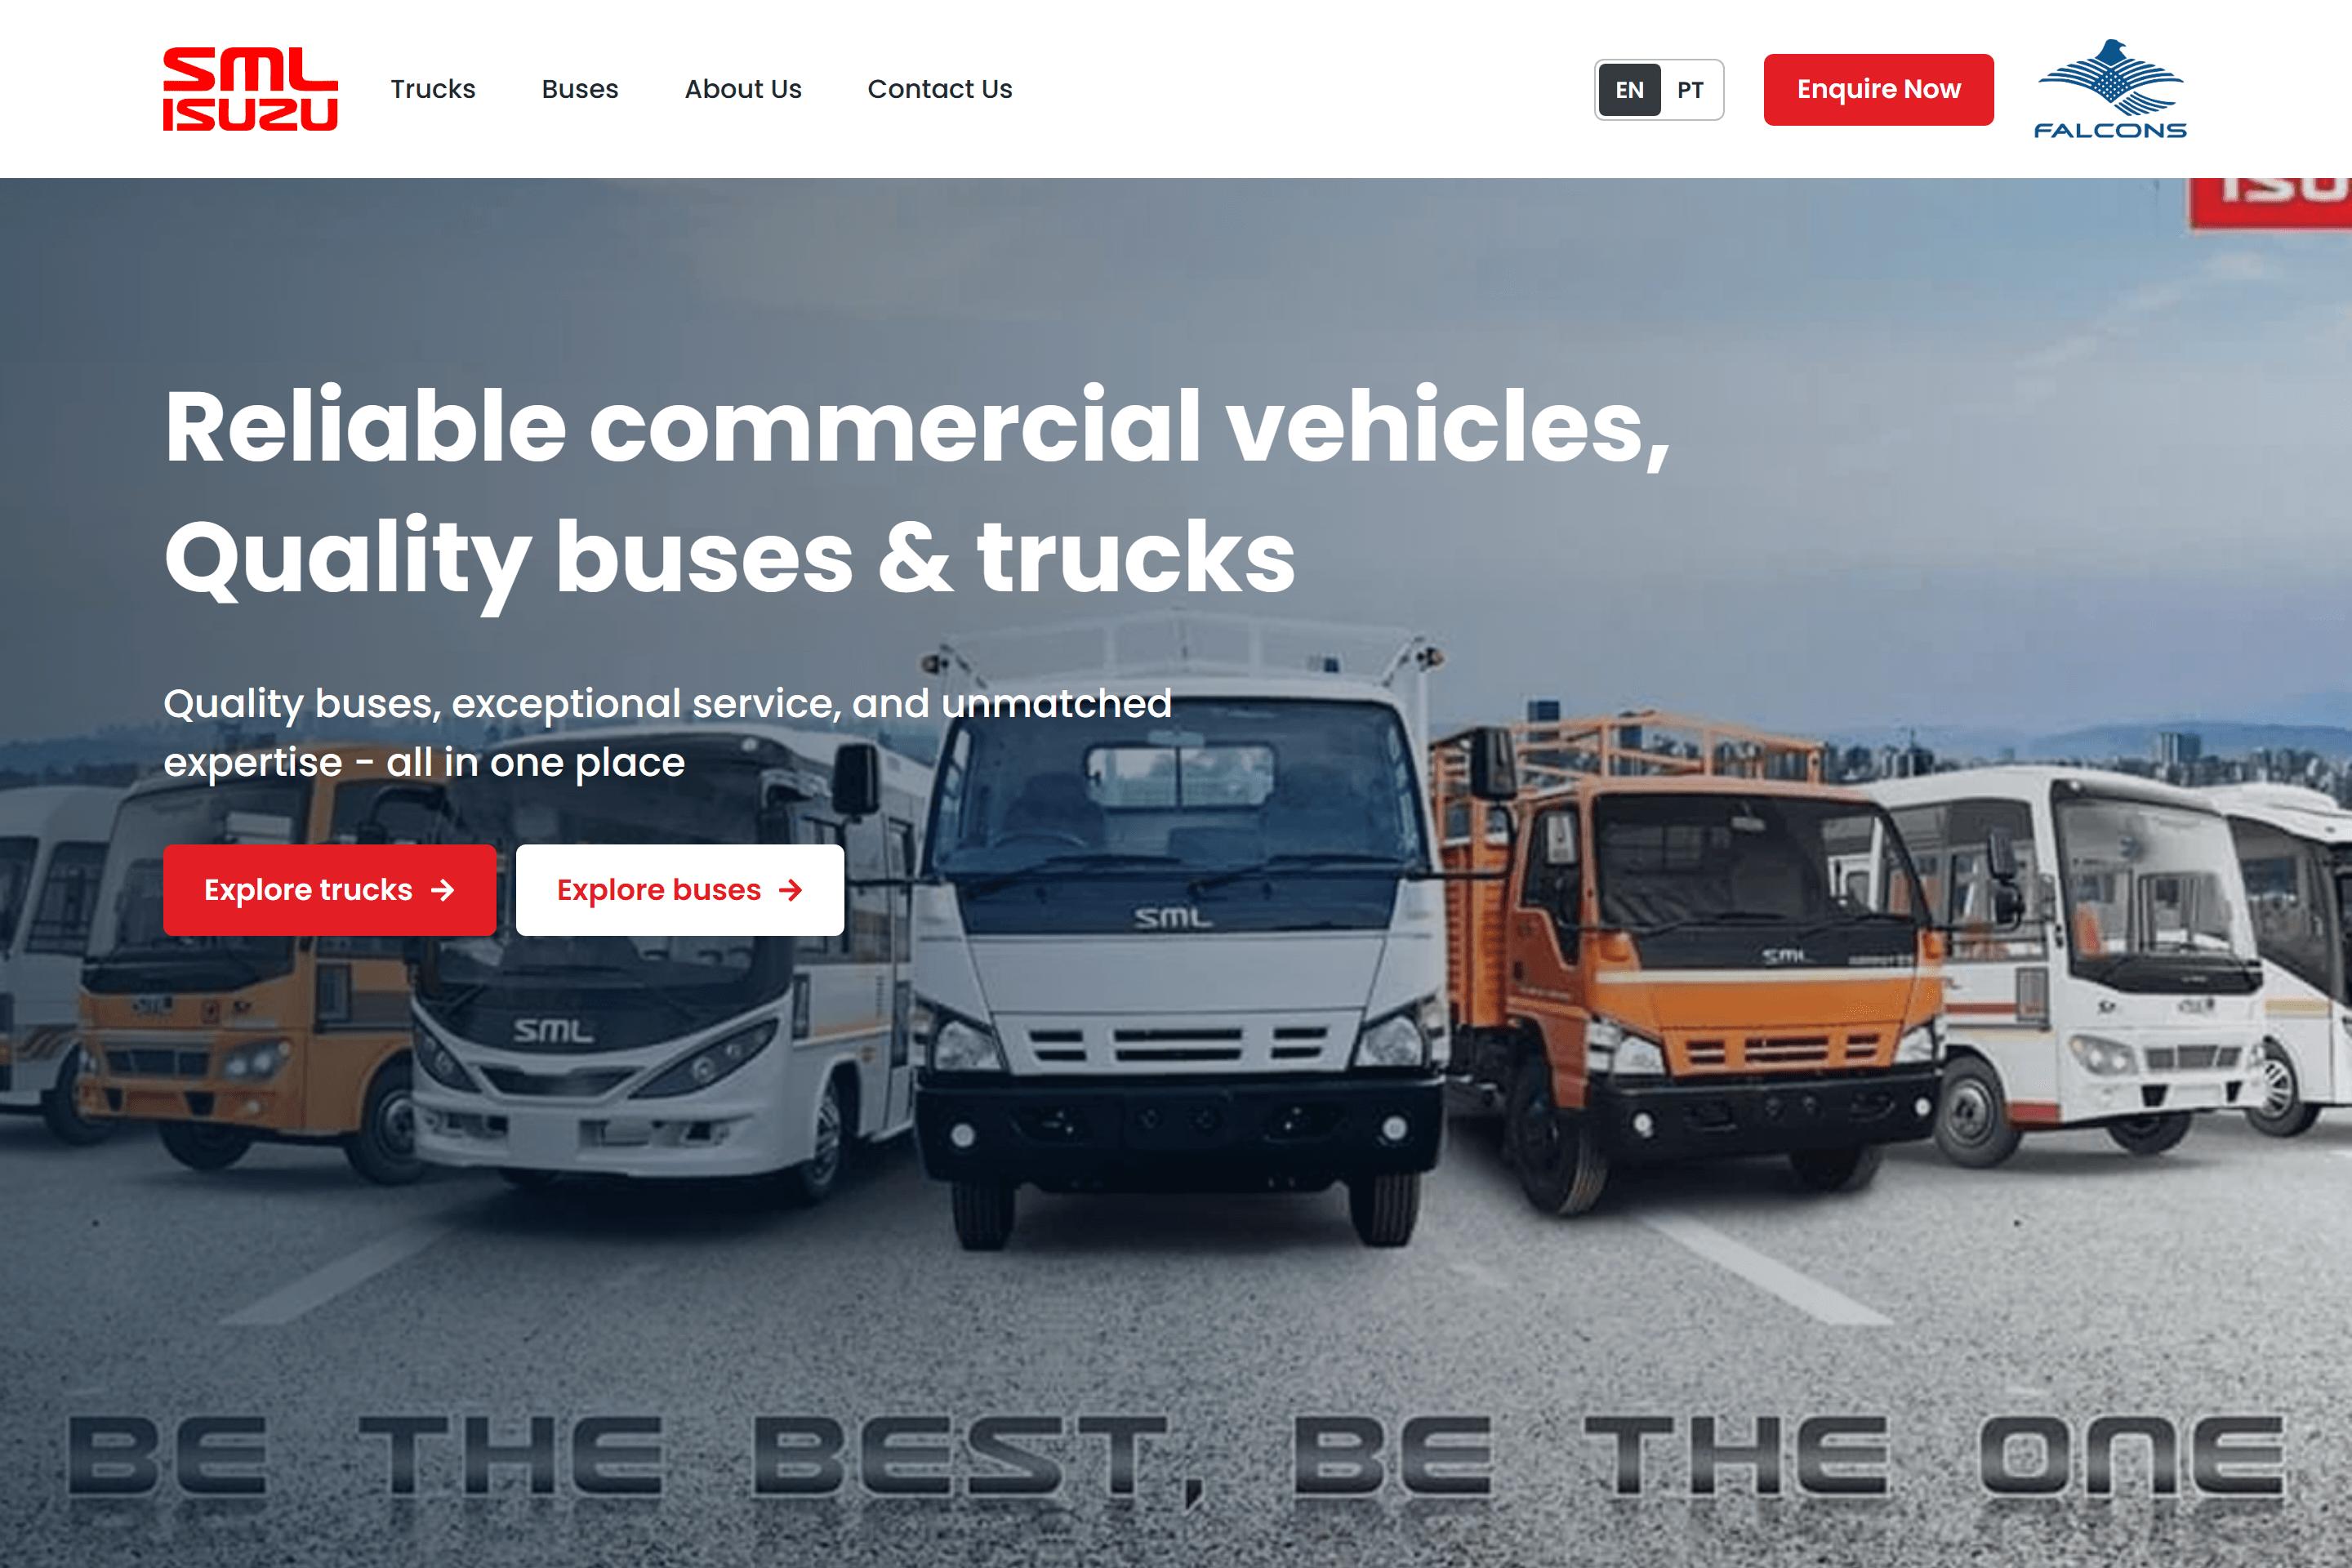 SML
ISUZU
Trucks
Buses
About Us
Contact Us
EN
PT
Enquire Now
FALCONS
ISU
Reliable commercial vehicles,
Quality buses & trucks
Quality buses, exceptional service, and unmatched
expertise - all in one place
Explore trucks →
Explore buses →
SML
SML
SML
BE THE BEST, BE THE ONE